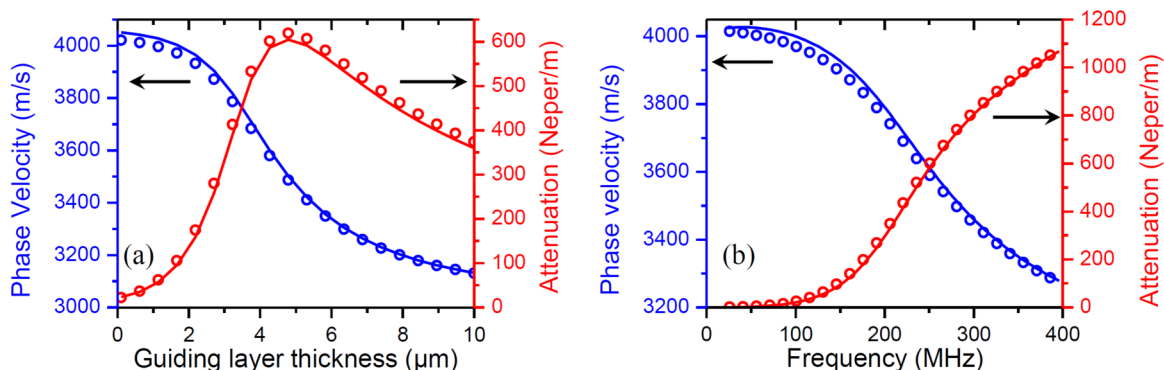 4000
3800
3600
3400
3200
3000
Phase Velocity (m/s)
(a)
0 2 4 6 8 10
Guiding layer thickness (µm)
600
500
400
300
200
100
0
Attenuation (Neper/m)
4000
3800
3600
3400
3200
Phase velocity (m/s)
(b)
0 100 200 300 400
Frequency (MHz)
1200
1000
800
600
400
200
0
Attenuation (Neper/m)